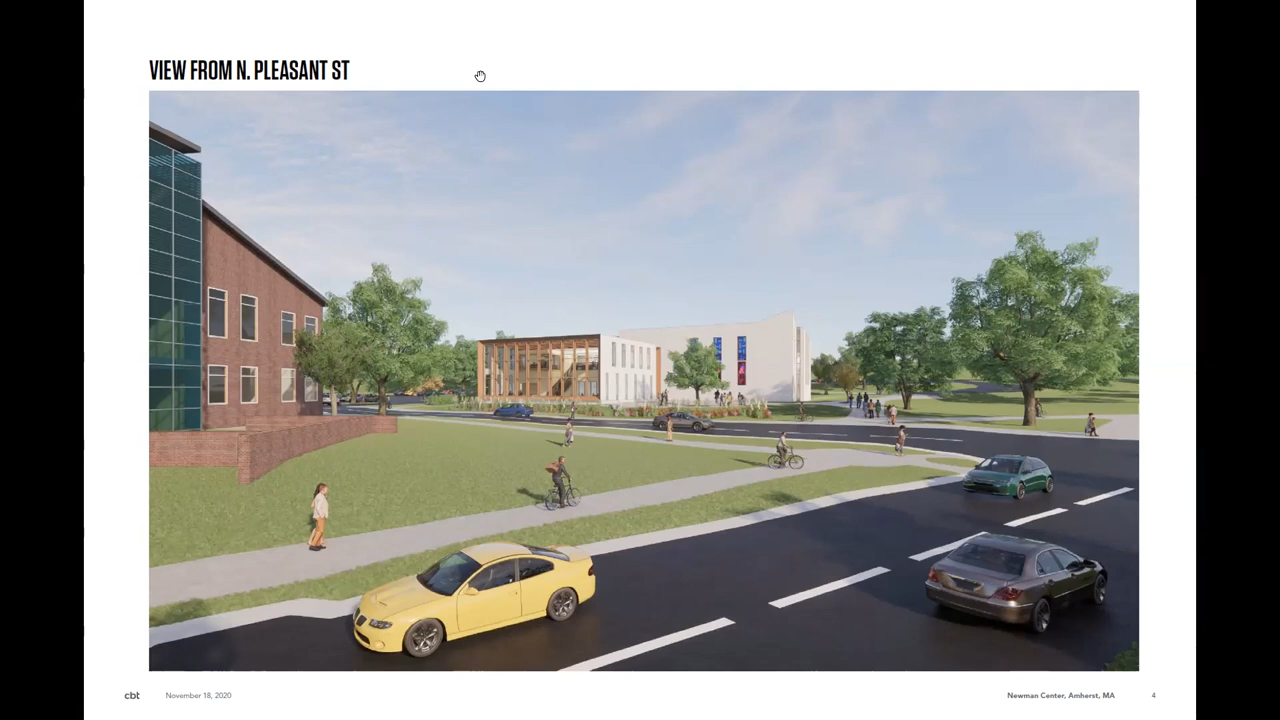 VIEW FROM N. PLEASANT ST
cbt
November 18, 2020
Newman Center, Amherst, MA
4